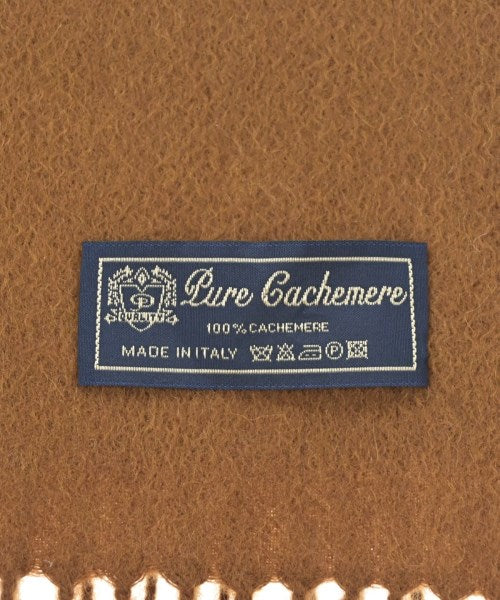 Pure Cachemere
QUALITY
100% CACHEMERE
MADE IN ITALY P